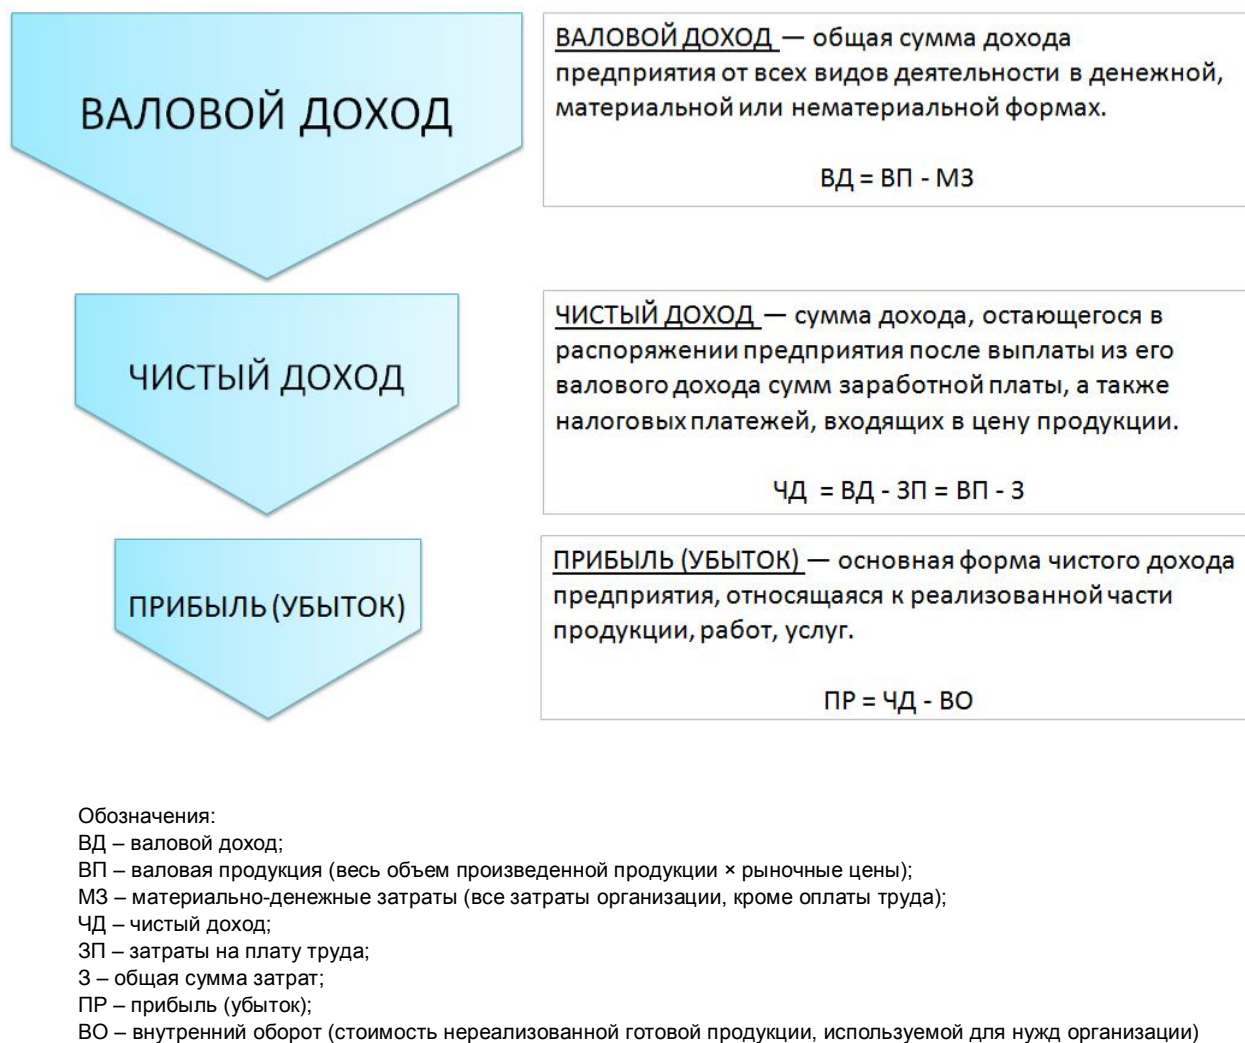 ВАЛОВОЙ ДОХОД
ВАЛОВОЙ ДОХОД — общая сумма дохода
предприятия от всех видов деятельности в денежной,
материальной или нематериальной формах.
ВД = ВП - МЗ
ЧИСТЫЙ ДОХОД
ЧИСТЫЙ ДОХОД — сумма дохода, остающегося в
распоряжении предприятия после выплаты из его
валового дохода сумм заработной платы, а также
налоговых платежей, входящих в цену продукции.
ЧД = ВД - ЗП = ВП - З
ПРИБЫЛЬ (УБЫТОК)
ПРИБЫЛЬ (УБЫТОК) — основная форма чистого дохода
предприятия, относящаяся к реализованной части
продукции, работ, услуг.
ПР = ЧД - ВО
Обозначения:
ВД – валовой доход;
ВП – валовая продукция (весь объем произведенной продукции × рыночные цены);
МЗ – материально-денежные затраты (все затраты организации, кроме оплаты труда);
ЧД – чистый доход;
ЗП – затраты на плату труда;
З – общая сумма затрат;
ПР – прибыль (убыток);
ВО – внутренний оборот (стоимость нереализованной готовой продукции, используемой для нужд организации)